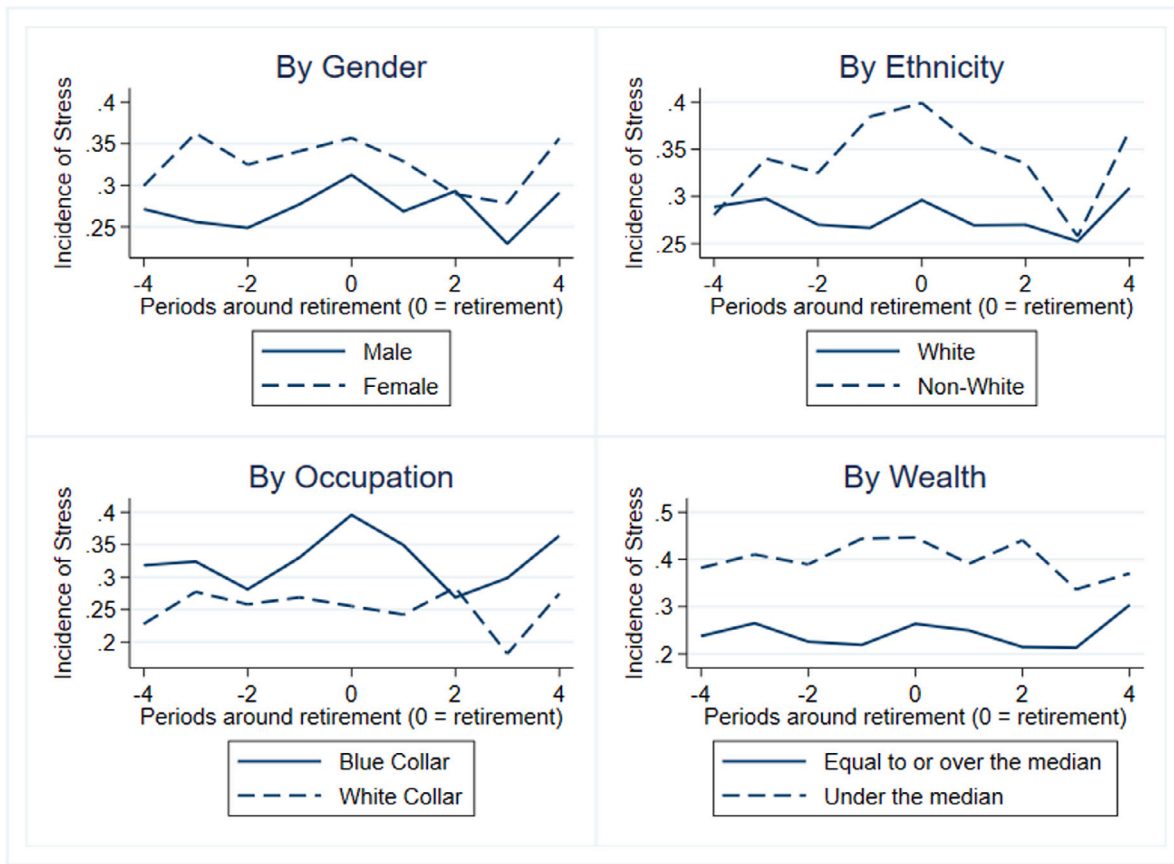 By Gender
Incidence of Stress
.4
.35
.3
.25
-4 -2 0 2 4
Periods around retirement (0 = retirement)
Male
Female
By Ethnicity
Incidence of Stress
.4
.35
.3
.25
-4 -2 0 2 4
Periods around retirement (0 = retirement)
White
Non-White
By Occupation
Incidence of Stress
.4
.35
.3
.25
.2
-4 -2 0 2 4
Periods around retirement (0 = retirement)
Blue Collar
White Collar
By Wealth
Incidence of Stress
.5
.4
.3
.2
-4 -2 0 2 4
Periods around retirement (0 = retirement)
Equal to or over the median
Under the median